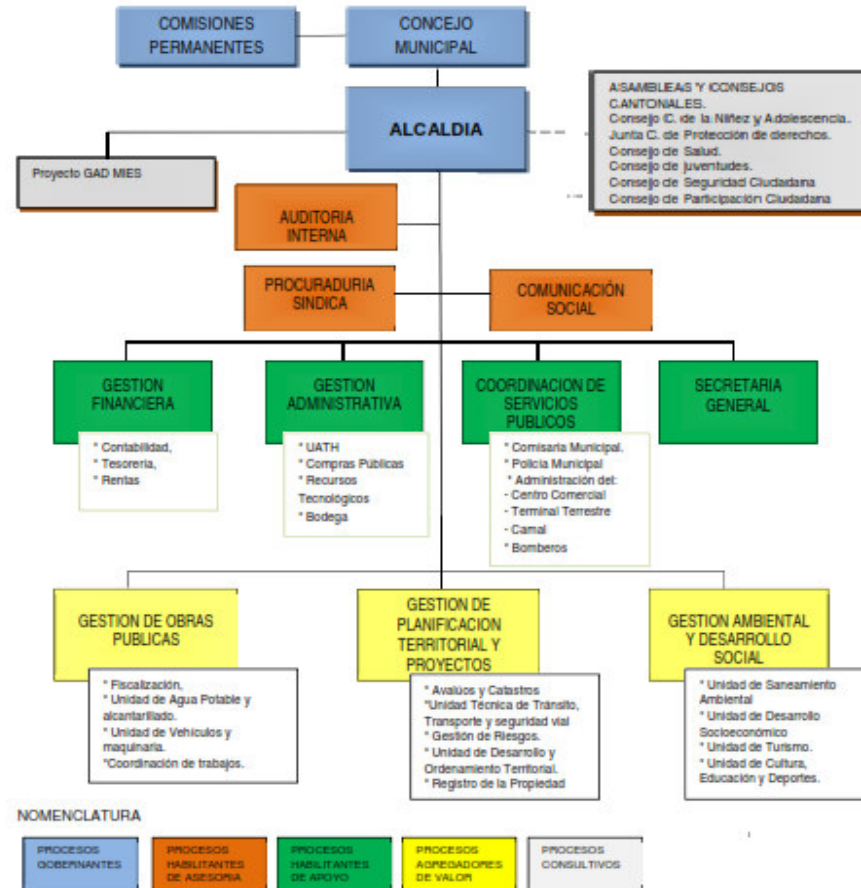 COMISIONES
PERMANENTES
CONCEJO
MUNICIPAL
ALCALDIA
ASAMBLEAS Y CONSEJOS
CANTONALES.
Consejo C. de la Niñez y Adolescencia.
Junta C. de Protección de derechos.
Consejo de Salud.
Consejo de juventudes.
Consejo de Seguridad Ciudadana
Consejo de Participación Ciudadana
Proyecto GAD MIES
AUDITORIA
INTERNA
PROCURADURIA
SINDICA
COMUNICACIÓN
SOCIAL
GESTION
FINANCIERA
* Contabilidad,
* Tesorería,
* Rentas
GESTION
ADMINISTRATIVA
* UATH
* Compras Públicas
* Recursos
Tecnológicos
* Bodega
COORDINACION DE
SERVICIOS
PUBLICOS
* Comisaría Municipal.
* Policía Municipal
* Administración del:
- Centro Comercial
- Terminal Terrestre
- Camal
* Bomberos
SECRETARIA
GENERAL
GESTION DE OBRAS
PUBLICAS
* Fiscalización,
* Unidad de Agua Potable y
alcantarillado.
* Unidad de Vehículos y
maquinaria.
*Coordinación de trabajos.
GESTION DE
PLANIFICACION
TERRITORIAL Y
PROYECTOS
* Avalúos y Catastros
*Unidad Técnica de Tránsito,
Transporte y seguridad vial
* Gestión de Riesgos.
* Unidad de Desarrollo y
Ordenamiento Territorial.
* Registro de la Propiedad
GESTION AMBIENTAL
Y DESARROLLO
SOCIAL
* Unidad de Saneamiento
Ambiental
* Unidad de Desarrollo
Socioeconómico
* Unidad de Turismo.
* Unidad de Cultura,
Educación y Deportes.
NOMENCLATURA
PROCESOS
GOBERNANTES
PROCESOS
HABILITANTES
DE ASESORIA
PROCESOS
HABILITANTES
DE APOYO
PROCESOS
AGREGADORES
DE VALOR
PROCESOS
CONSULTIVOS